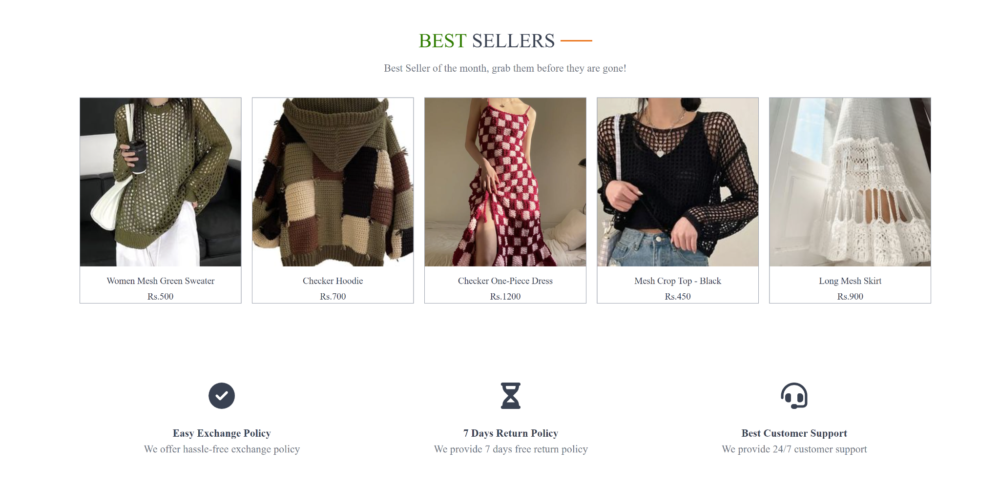 BEST SELLERS
Best Seller of the month, grab them before they are gone!
Women Mesh Green Sweater
Rs.500
Checker Hoodie
Rs.700
Checker One-Piece Dress
Rs.1200
Mesh Crop Top - Black
Rs.450
Long Mesh Skirt
Rs.900
Easy Exchange Policy
We offer hassle-free exchange policy
7 Days Return Policy
We provide 7 days free return policy
Best Customer Support
We provide 24/7 customer support